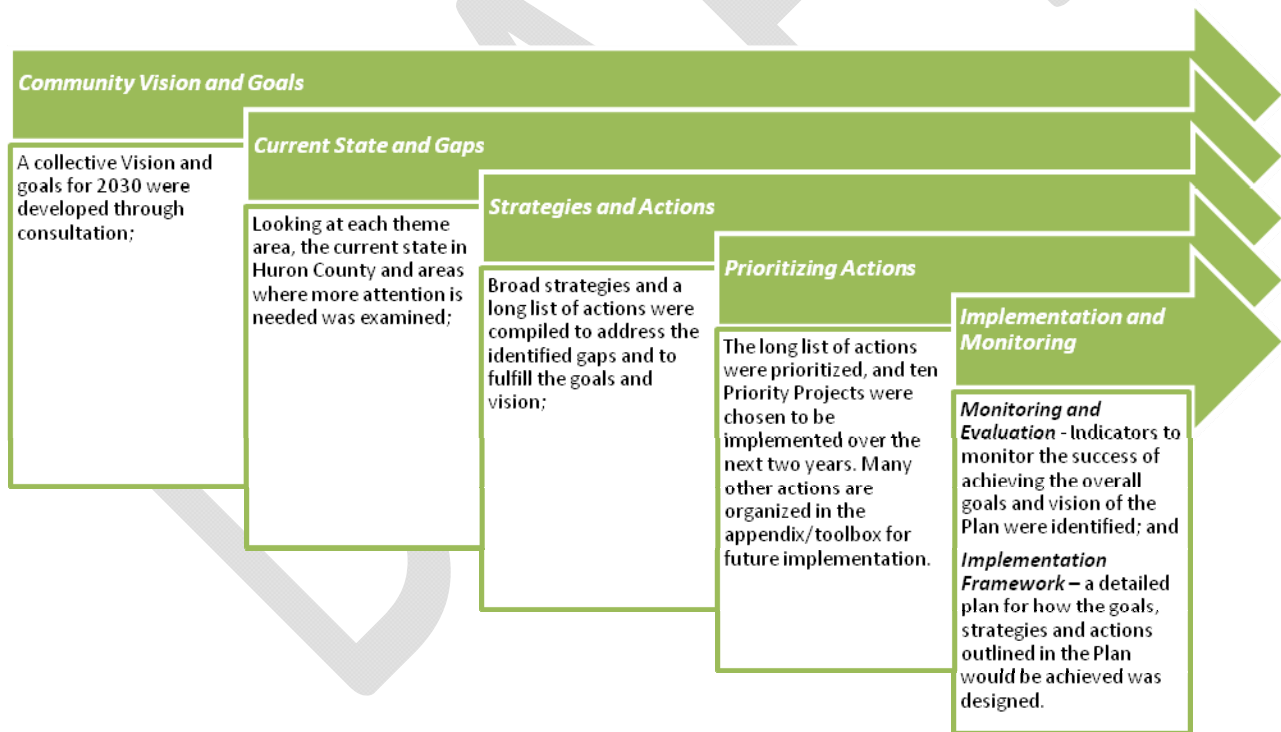 Community Vision and Goals
A collective Vision and
goals for 2030 were
developed through
consultation;
Current State and Gaps
Looking at each theme
area, the current state in
Huron County and areas
where more attention is
needed was examined;
Strategies and Actions
Broad strategies and a
long list of actions were
compiled to address the
identified gaps and to
fulfill the goals and
vision;
Prioritizing Actions
The long list of actions
were prioritized, and ten
Priority Projects were
chosen to be
implemented over the
next two years. Many
other actions are
organized in the
appendix/toolbox for
future implementation.
Implementation and
Monitoring
Monitoring and
Evaluation - Indicators to
monitor the success of
achieving the overall
goals and vision of the
Plan were identified; and
Implementation
Framework – a detailed
plan for how the goals,
strategies and actions
outlined in the Plan
would be achieved was
designed.